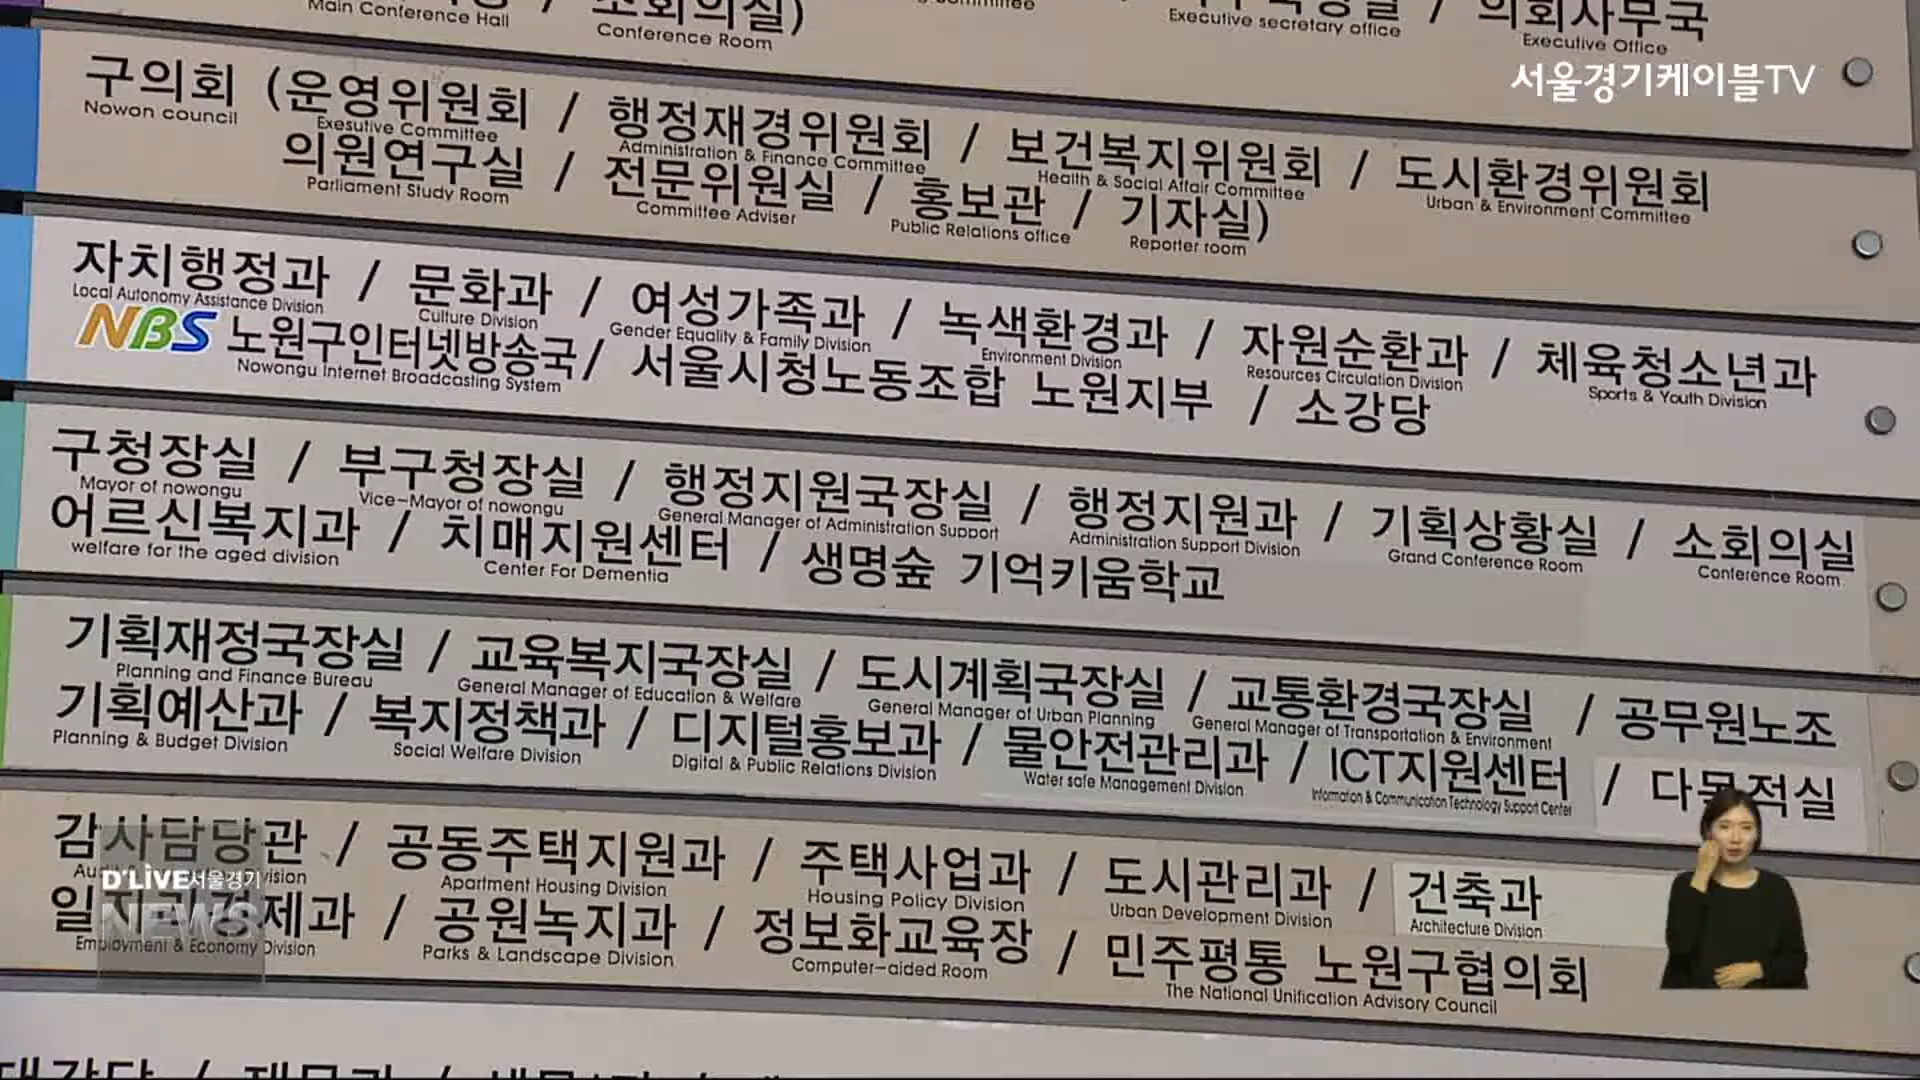 Main Conference Hall / 소회의실)
Conference Room
Executive secretary office / 의회사무국
Executive Office
서울경기케이블TV
구의회 (운영위원회 / 행정재경위원회 / 보건복지위원회 / 도시환경위원회
Nowon council Exesutive Committee Administration & Finance Committee Health & Social Affair Committee Urban & Environment Committee
의원연구실 / 전문위원실 / 홍보관 / 기자실)
Parliament Study Room Committee Adviser Public Relations office Reporter room
자치행정과 / 문화과 / 여성가족과 / 녹색환경과 / 자원순환과 / 체육청소년과
Local Autonomy Assistance Division Culture Division Gender Equality & Family Division Environment Division Resources Circulation Division Sports & Youth Division
NBS 노원구인터넷방송국 / 서울시청노동조합 노원지부 / 소강당
Nowongu Internet Broadcasting System
구청장실 / 부구청장실 / 행정지원국장실 / 행정지원과 / 기획상황실 / 소회의실
Mayor of nowongu Vice-Mayor of nowongu General Manager of Administration Support Administration Support Division Grand Conference Room Conference Room
어르신복지과 / 치매지원센터 / 생명숲 기억키움학교
welfare for the aged division Center For Dementia
기획재정국장실 / 교육복지국장실 / 도시계획국장실 / 교통환경국장실 / 공무원노조
Planning and Finance Bureau General Manager of Education & Welfare General Manager of Urban Planning General Manager of Transportation & Environment
기획예산과 / 복지정책과 / 디지털홍보과 / 물안전관리과 / ICT지원센터 / 다목적실
Planning & Budget Division Social Welfare Division Digital & Public Relations Division Water safe Management Division Information & Communication Technology Support Center
감사담당관 / 공동주택지원과 / 주택사업과 / 도시관리과 / 건축과
Apartment Housing Division Housing Policy Division Urban Development Division Architecture Division
D'LIVE서울경기
NEWS
일자리경제과 / 공원녹지과 / 정보화교육장 / 민주평통 노원구협의회
Employment & Economy Division Parks & Landscape Division Computer-aided Room The National Unification Advisory Council